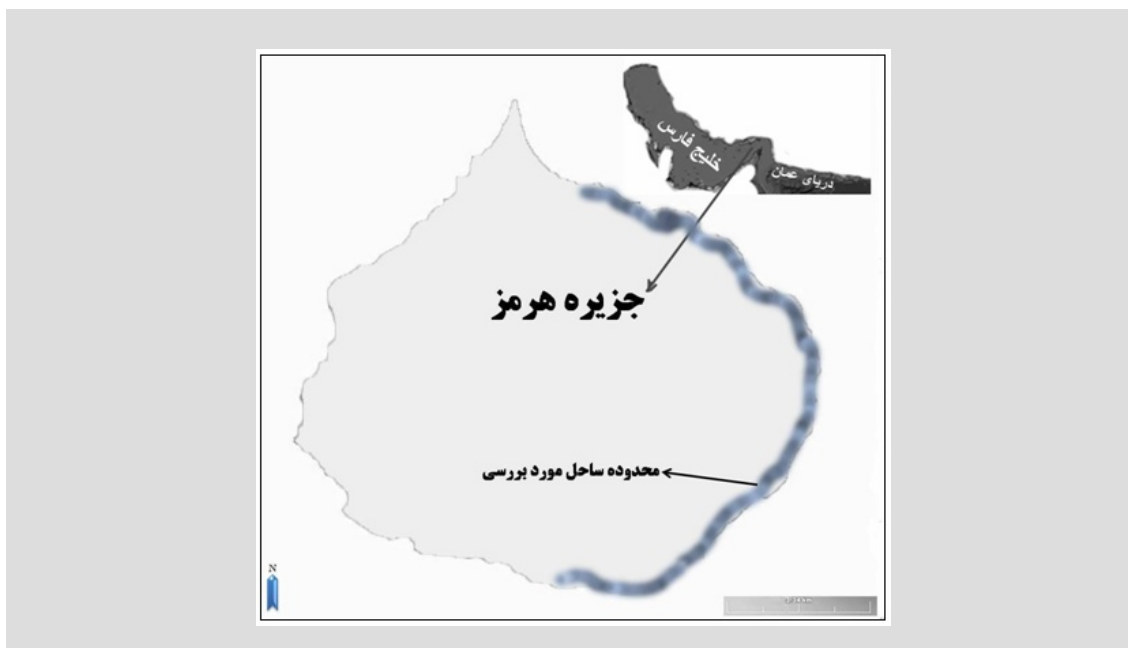 خلیج فارس
دریای عمان
جزیره هرمز
محدوده ساحل مورد بررسی
N